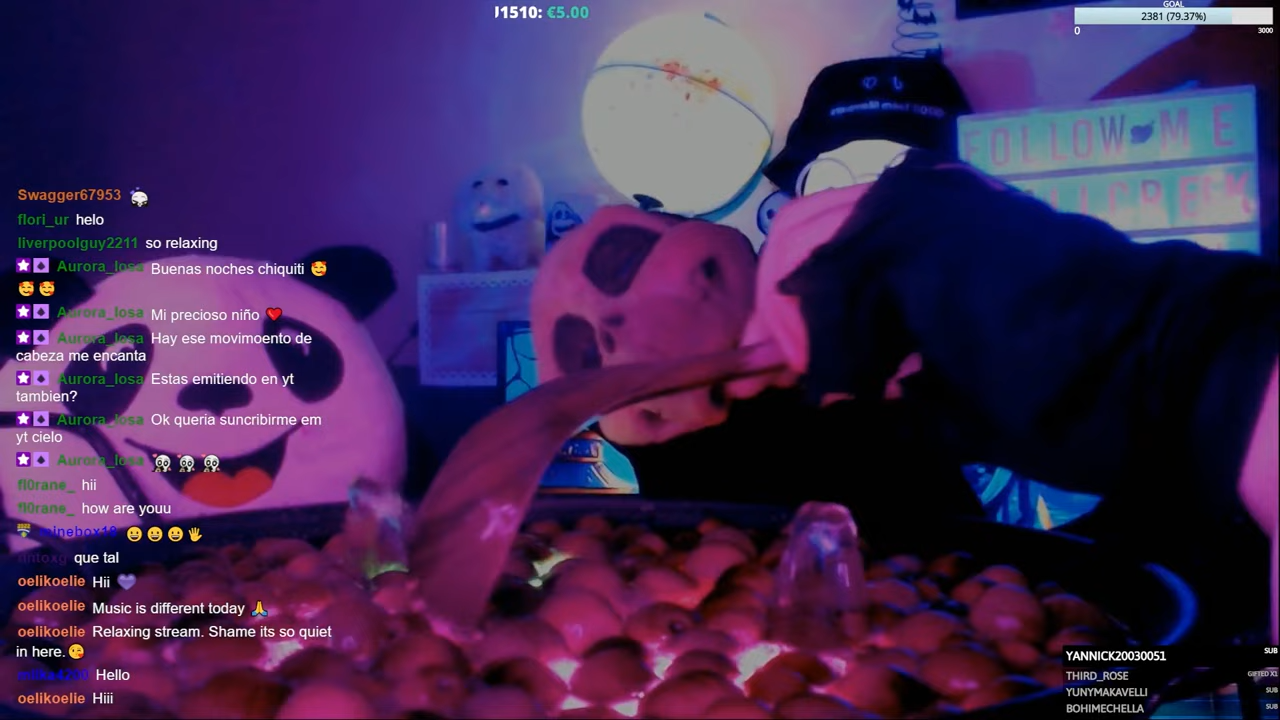 J1510: €5.00
GOAL
2381 (79.37%)
0 3000
FOLLOW ME
Swagger67953
flori_ur helo
liverpoolguy2211 so relaxing
Aurora_losa Buenas noches chiquiti 🥰
🥰 🥰
Aurora_losa Mi precioso niño ❤️
Aurora_losa Hay ese movimoento de
cabeza me encanta
Aurora_losa Estas emitiendo en yt
tambien?
Aurora_losa Ok queria suncribirme em
yt cielo
Aurora_losa
fl0rane_ hii
fl0rane_ how are youu
😀 😀 😀 🖐
que tal
oelikoelie Hii 💜
oelikoelie Music is different today 🙏
oelikoelie Relaxing stream. Shame its so quiet
in here. 😘
Hello
oelikoelie Hiii
YANNICK20030051 SUB
THIRD_ROSE GIFTED X1
YUNYMAKAVELLI SUB
BOHIMECHELLA SUB